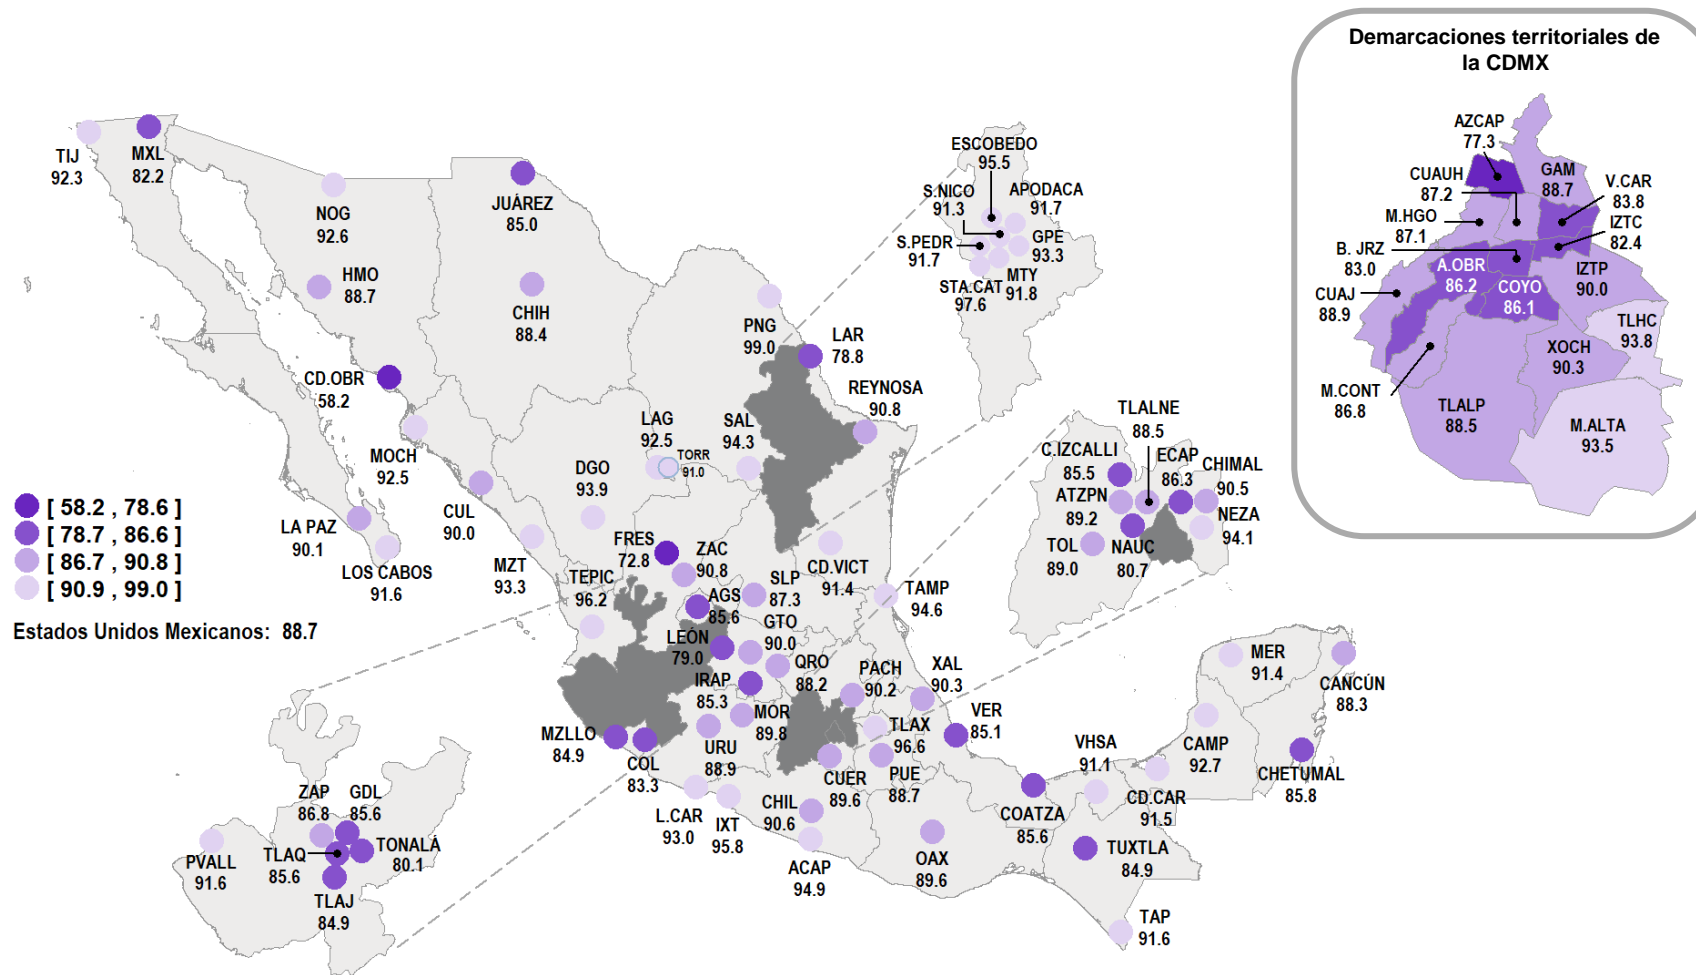 Demarcaciones territoriales de
la CDMX
AZCAP
77.3
CUAUH
87.2
GAM
88.7
V.CAR
83.8
M.HGO
87.1
IZTC
82.4
B. JRZ
83.0
A.OBR
86.2
COYO
86.1
IZTP
90.0
CUAJ
88.9
TLHC
93.8
XOCH
90.3
M.CONT
86.8
TLALP
88.5
M.ALTA
93.5
TIJ
92.3
MXL
82.2
NOG
92.6
HMO
88.7
JUÁREZ
85.0
CHIH
88.4
CD.OBR
58.2
MOCH
92.5
CUL
90.0
LA PAZ
90.1
LOS CABOS
91.6
MZT
93.3
DGO
93.9
LAG
92.5
TORR
91.0
SAL
94.3
PNG
99.0
LAR
78.8
REYNOSA
90.8
ESCOBEDO
95.5
S.NICO
91.3
APODACA
91.7
S.PEDR
91.7
GPE
93.3
MTY
91.8
STA.CAT
97.6
TLALNE
88.5
C.IZCALLI
85.5
ECAP
86.3
CHIMAL
90.5
ATZPN
89.2
NEZA
94.1
TOL
89.0
NAUC
80.7
FRES
72.8
ZAC
90.8
TEPIC
96.2
AGS
85.6
SLP
87.3
CD.VICT
91.4
TAMP
94.6
LEÓN
79.0
GTO
90.0
IRAP
85.3
QRO
88.2
PACH
90.2
XAL
90.3
MOR
89.8
TLAX
96.6
VER
85.1
MZLLO
84.9
COL
83.3
URU
88.9
CUER
89.6
PUE
88.7
L.CAR
93.0
IXT
95.8
CHIL
90.6
ACAP
94.9
OAX
89.6
COATZA
85.6
VHSA
91.1
CD.CAR
91.5
CAMP
92.7
MER
91.4
CANCÚN
88.3
CHETUMAL
85.8
TUXTLA
84.9
TAP
91.6
[ 58.2 , 78.6 ]
[ 78.7 , 86.6 ]
[ 86.7 , 90.8 ]
[ 90.9 , 99.0 ]
Estados Unidos Mexicanos: 88.7
ZAP
86.8
GDL
85.6
TONALÁ
80.1
TLAQ
85.6
PVALL
91.6
TLAJ
84.9